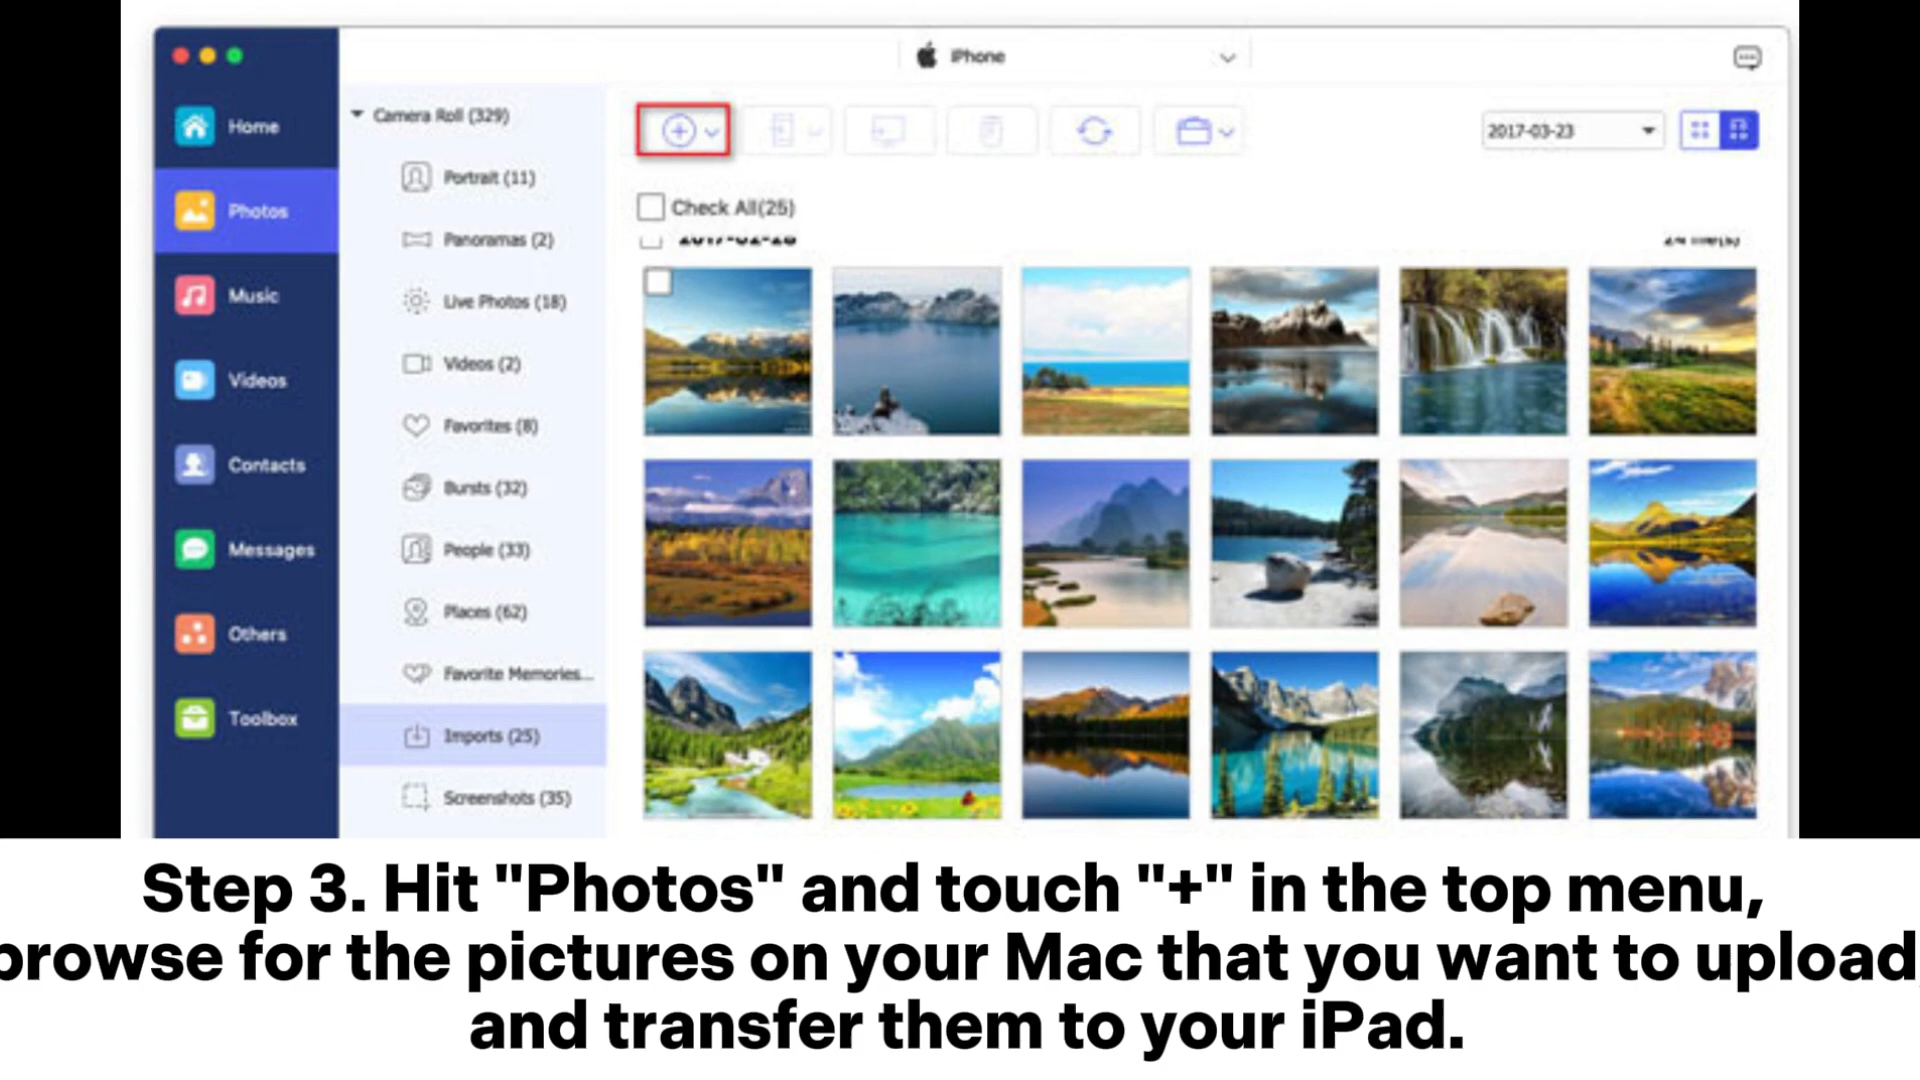 iPhone
Home
Photos
Music
Videos
Contacts
Messages
Others
Toolbox
Camera Roll (329)
Portrait (11)
Panoramas (2)
Live Photos (18)
Videos (2)
Favorites (8)
Bursts (32)
People (33)
Places (62)
Favorite Memories...
Imports (25)
Screenshots (35)
2017-03-23
Check All(25)
Step 3. Hit "Photos" and touch "+" in the top menu,
browse for the pictures on your Mac that you want to upload,
and transfer them to your iPad.